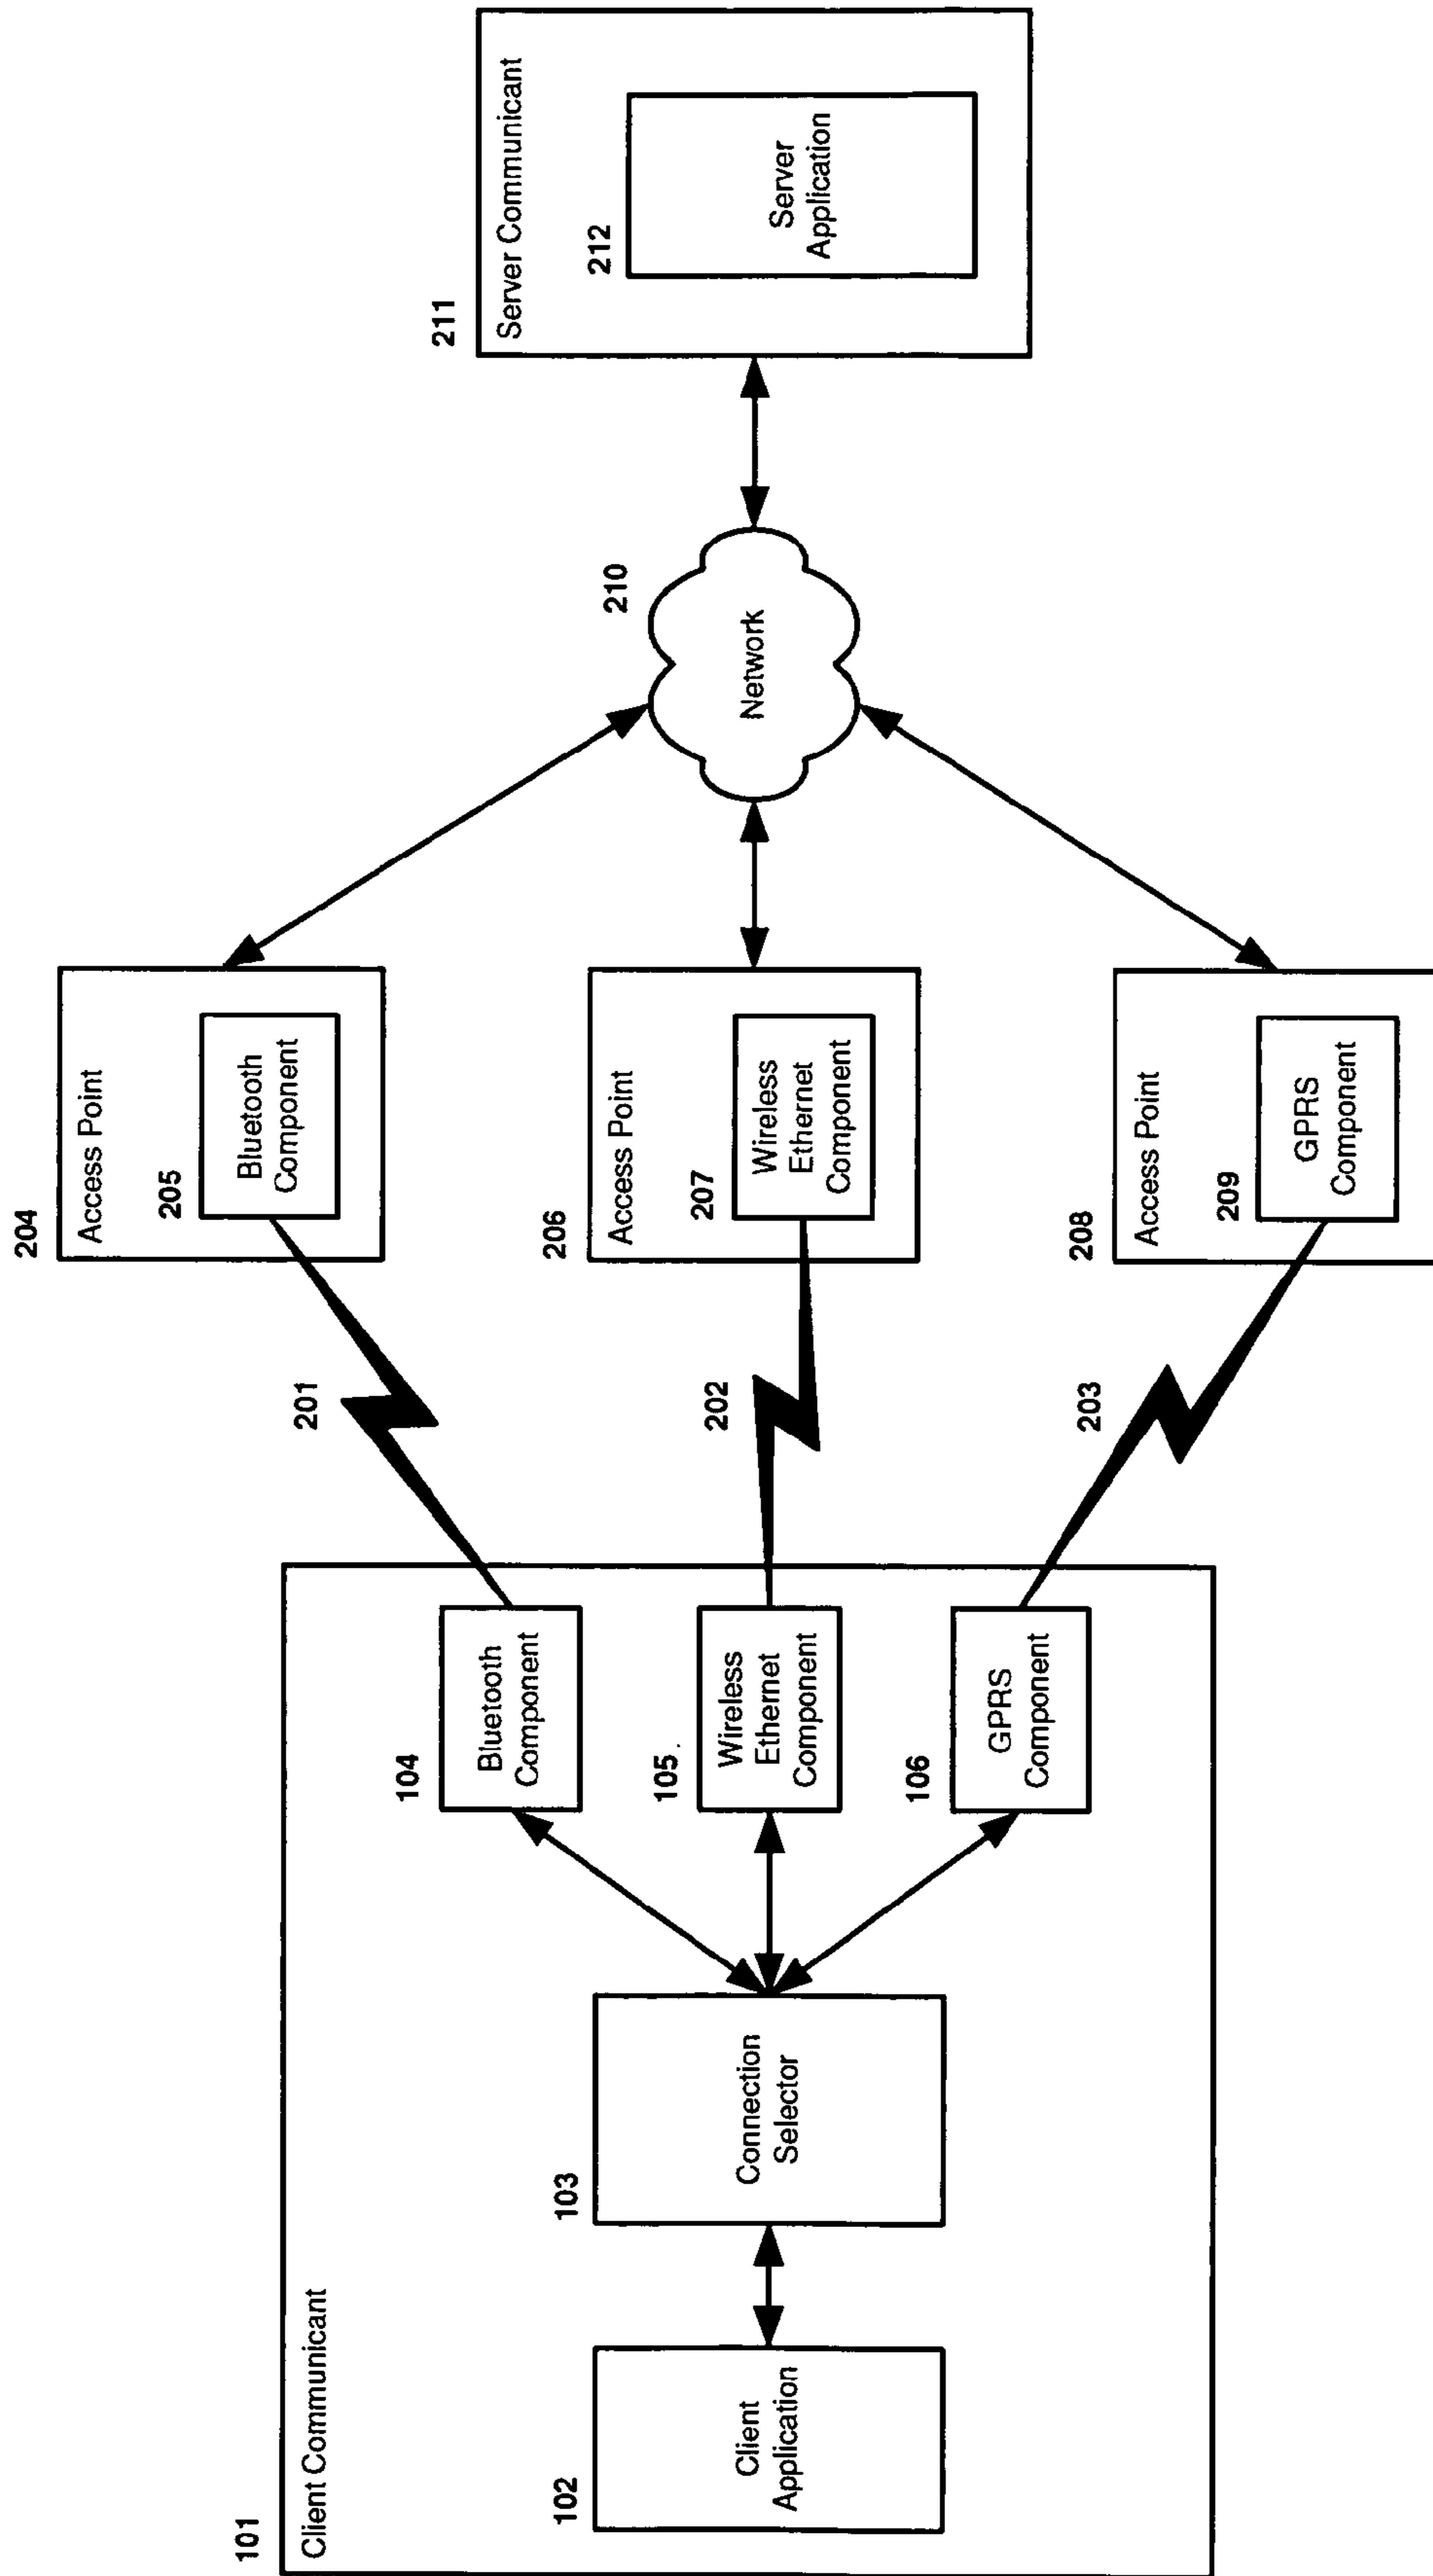 101
Client Communicant
102
Client
Application
103
Connection
Selector
104
Bluetooth
Component
105
Wireless
Ethernet
Component
106
GPRS
Component
201
202
203
204
Access Point
205
Bluetooth
Component
206
Access Point
207
Wireless
Ethernet
Component
208
Access Point
209
GPRS
Component
210
Network
211
Server Communicant
212
Server
Application